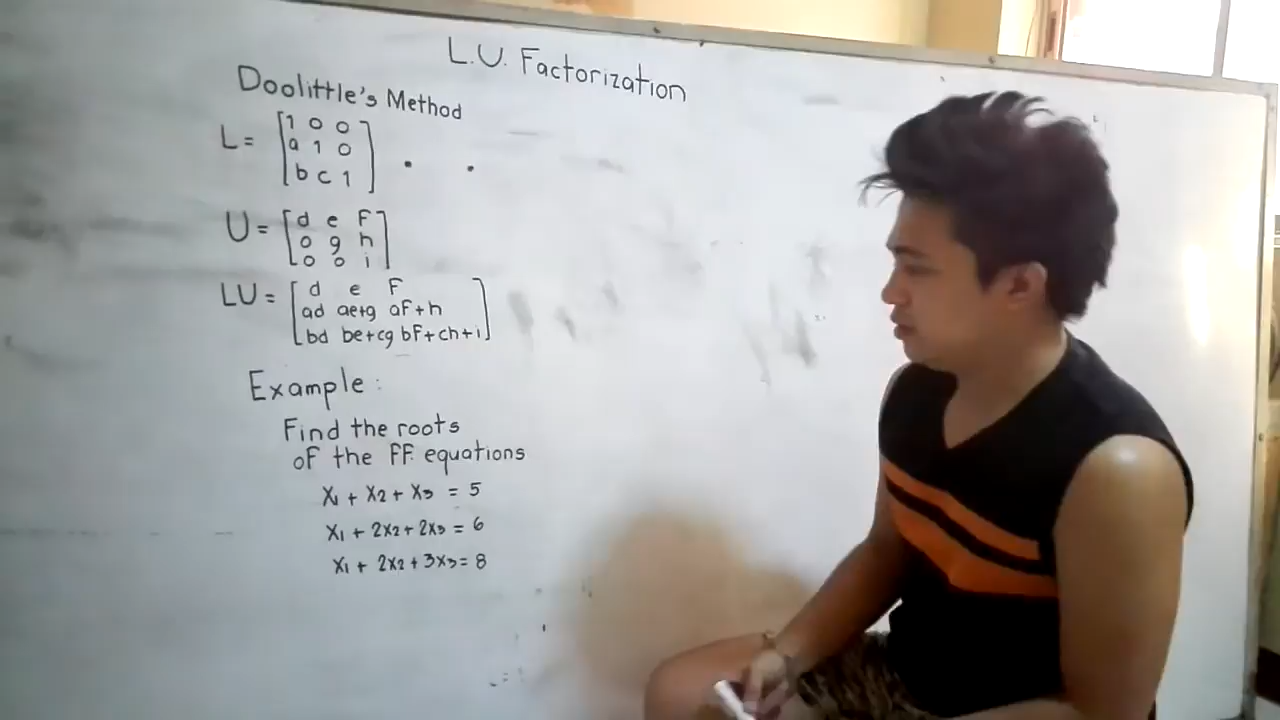 L.U. Factorization
Doolittle's Method
L = [1 0 0
a 1 0
b c 1]
U = [d e F
0 g h
0 0 i]
LU = [d e F
ad ae+g aF+h
bd be+cg bF+ch+i]
Example:
Find the roots
oF the FF. equations
X₁ + X₂ + X₃ = 5
X₁ + 2X₂ + 2X₃ = 6
X₁ + 2X₂ + 3X₃ = 8